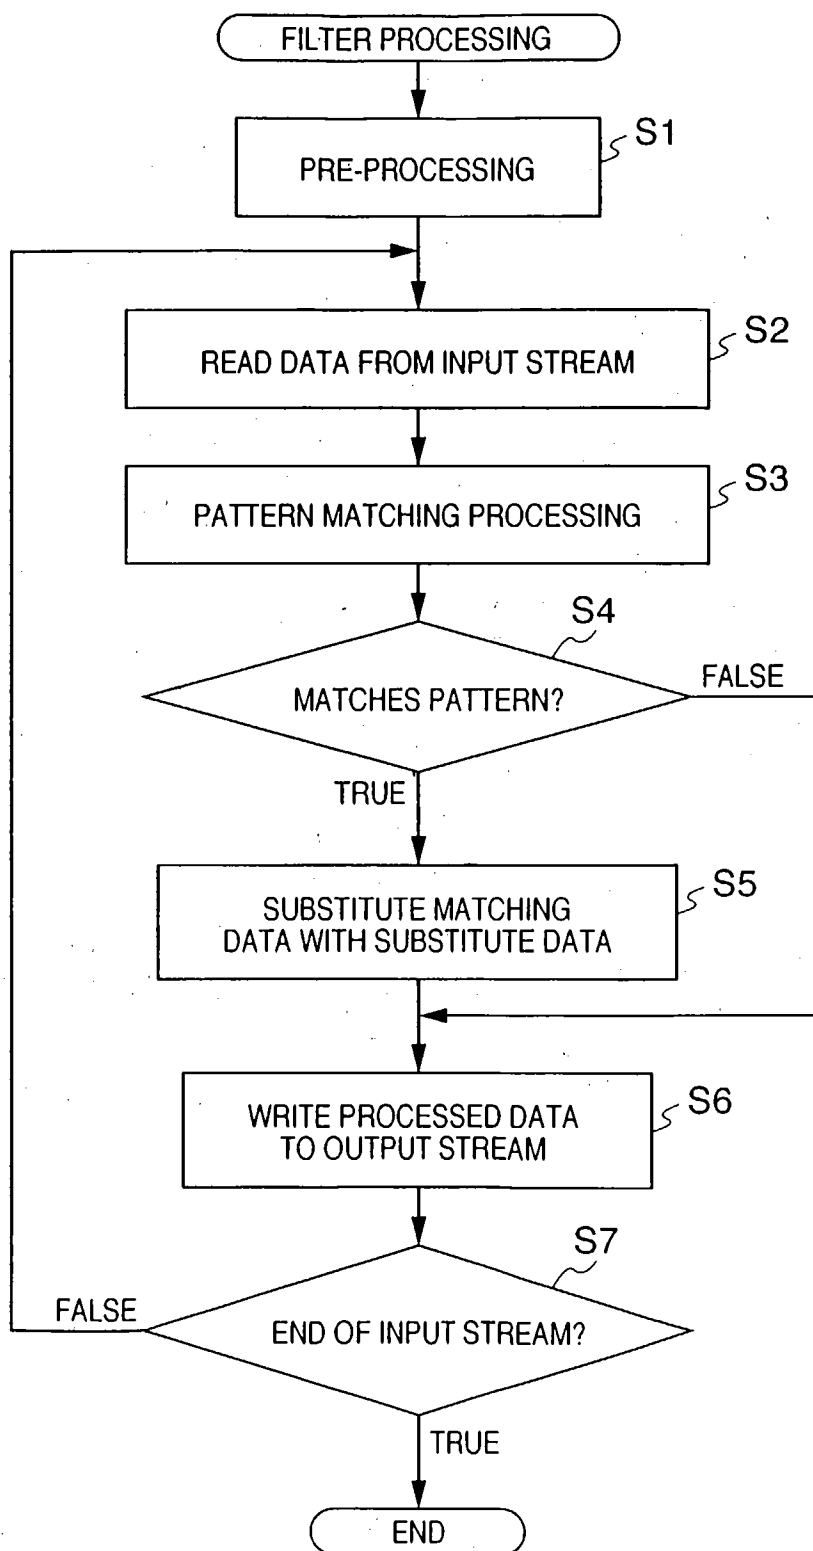 FILTER PROCESSING
S1
PRE-PROCESSING
S2
READ DATA FROM INPUT STREAM
S3
PATTERN MATCHING PROCESSING
S4
MATCHES PATTERN?
FALSE
TRUE
S5
SUBSTITUTE MATCHING
DATA WITH SUBSTITUTE DATA
S6
WRITE PROCESSED DATA
TO OUTPUT STREAM
S7
FALSE
END OF INPUT STREAM?
TRUE
END